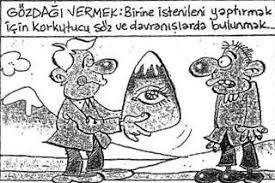 GÖZDAĞI VERMEK: Birine istenileni yaptırmak
için korkutucu söz ve davranışlarda bulunmak.